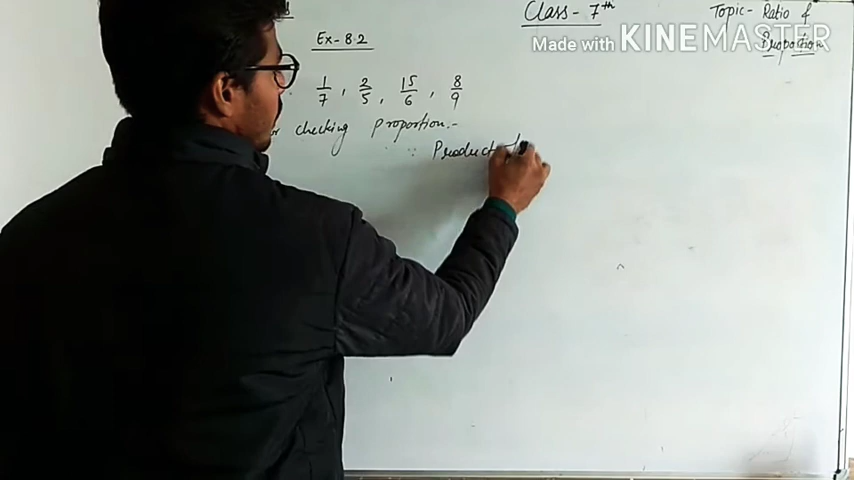 Class - 7th
Topic - Ratio &
Proportion
Made with KINEMASTER
Ex - 8.2
1/7 , 2/5 , 15/6 , 8/9
checking proportion -
∵ Product